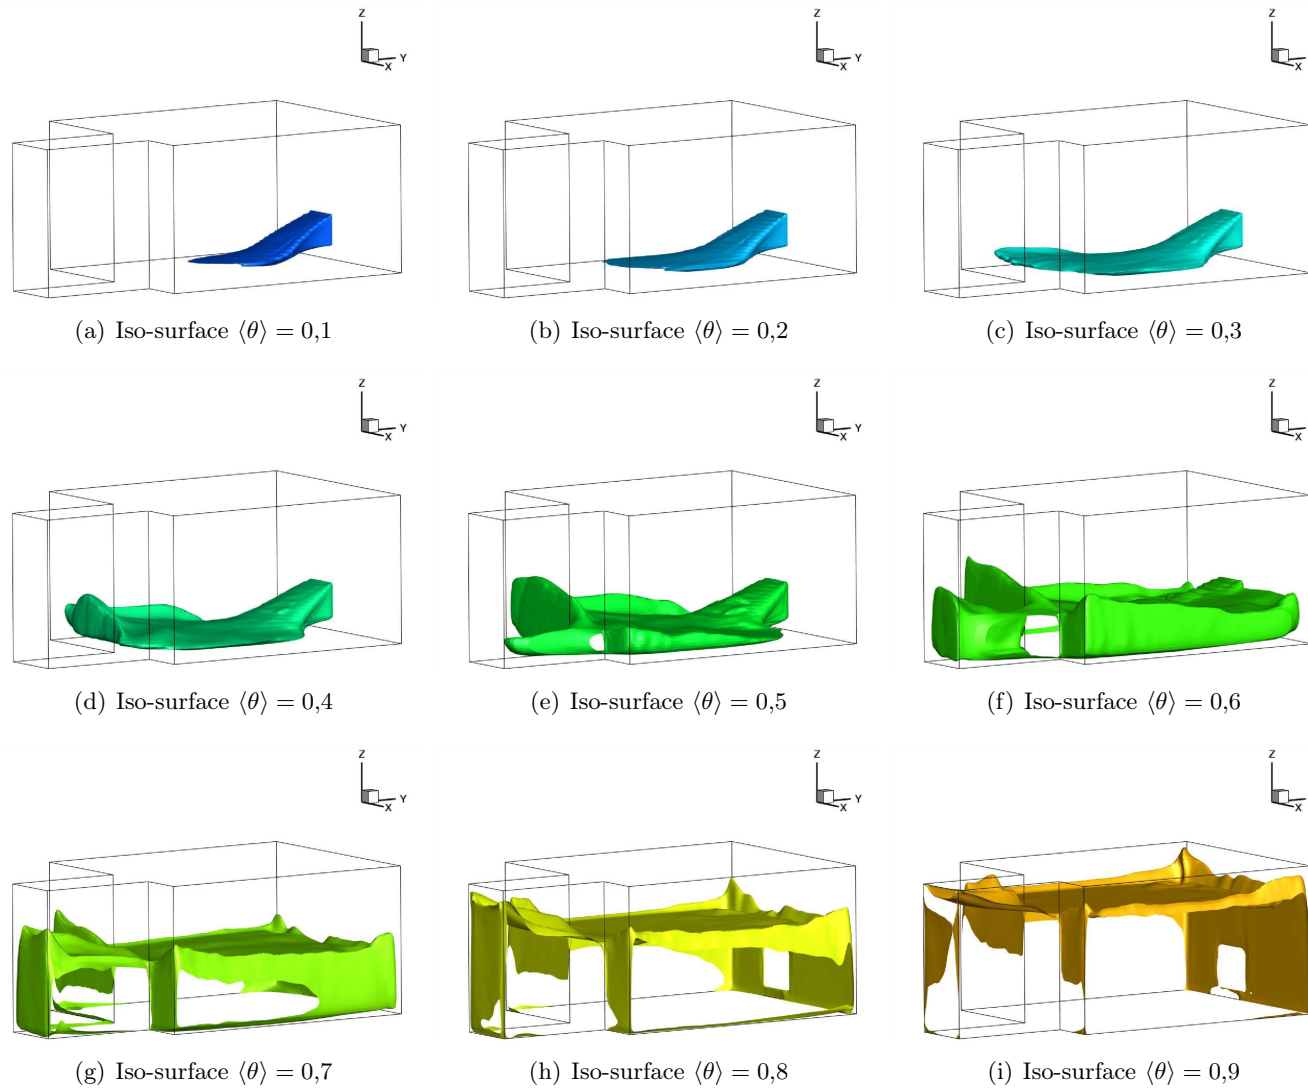 Z
Y
X
Z
Y
X
Z
X
(a) Iso-surface ⟨θ⟩ = 0,1
(b) Iso-surface ⟨θ⟩ = 0,2
(c) Iso-surface ⟨θ⟩ = 0,3
Z
Y
X
Z
Y
X
Z
X
(d) Iso-surface ⟨θ⟩ = 0,4
(e) Iso-surface ⟨θ⟩ = 0,5
(f) Iso-surface ⟨θ⟩ = 0,6
Z
Y
X
Z
Y
X
Z
X
(g) Iso-surface ⟨θ⟩ = 0,7
(h) Iso-surface ⟨θ⟩ = 0,8
(i) Iso-surface ⟨θ⟩ = 0,9